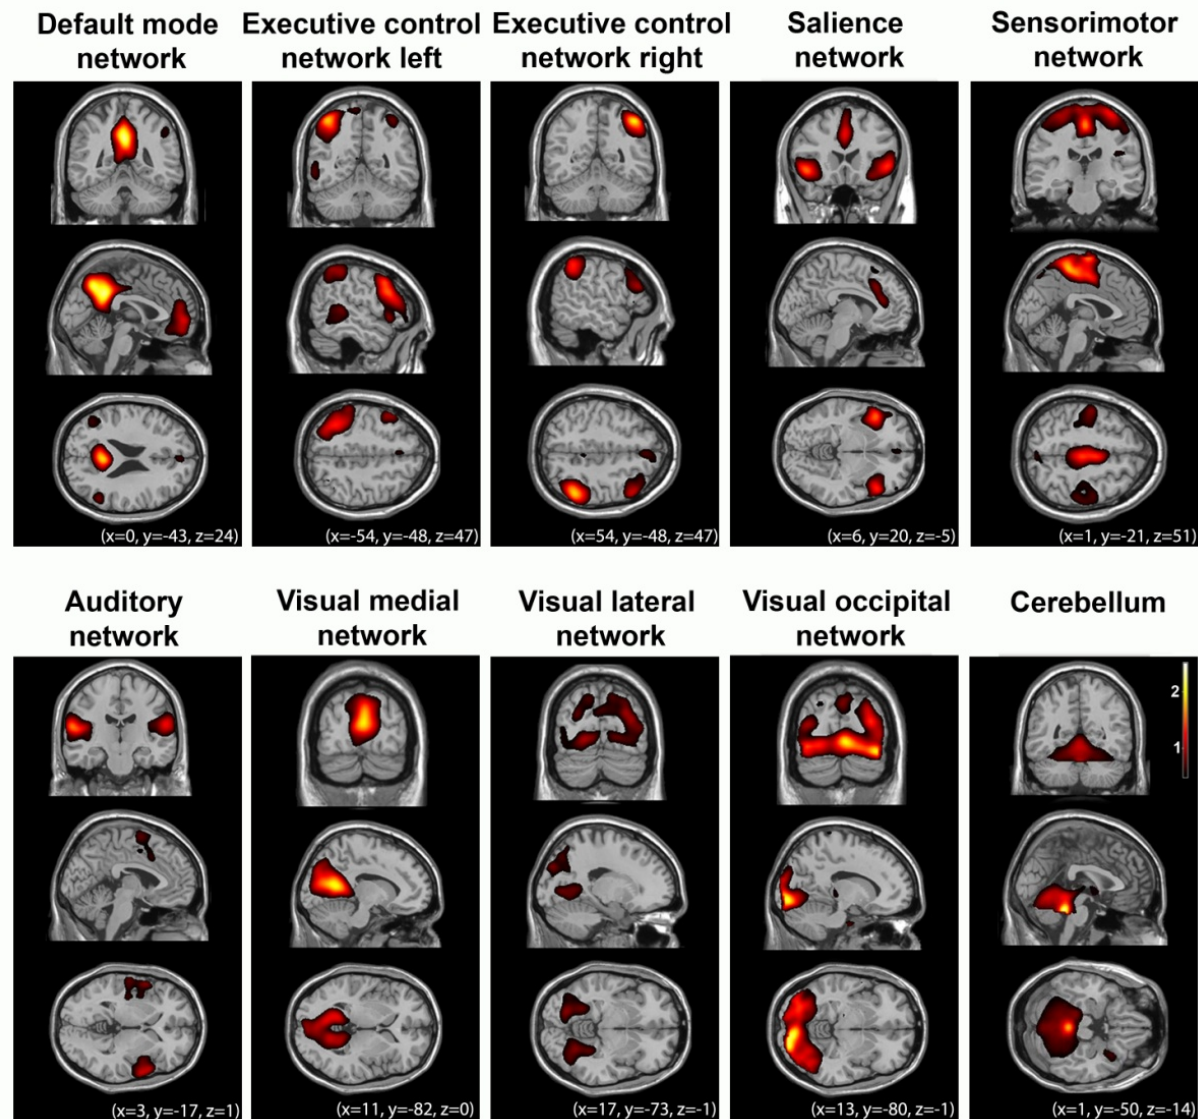 Default mode
network
Executive control
network left
Executive control
network right
Salience
network
Sensorimotor
network
(x=0, y=-43, z=24)
(x=-54, y=-48, z=47)
(x=54, y=-48, z=47)
(x=6, y=20, z=-5)
(x=1, y=-21, z=51)
Auditory
network
Visual medial
network
Visual lateral
network
Visual occipital
network
Cerebellum
2
1
(x=3, y=-17, z=1)
(x=11, y=-82, z=0)
(x=17, y=-73, z=-1)
(x=13, y=-80, z=-1)
(x=1, y=-50, z=-14)